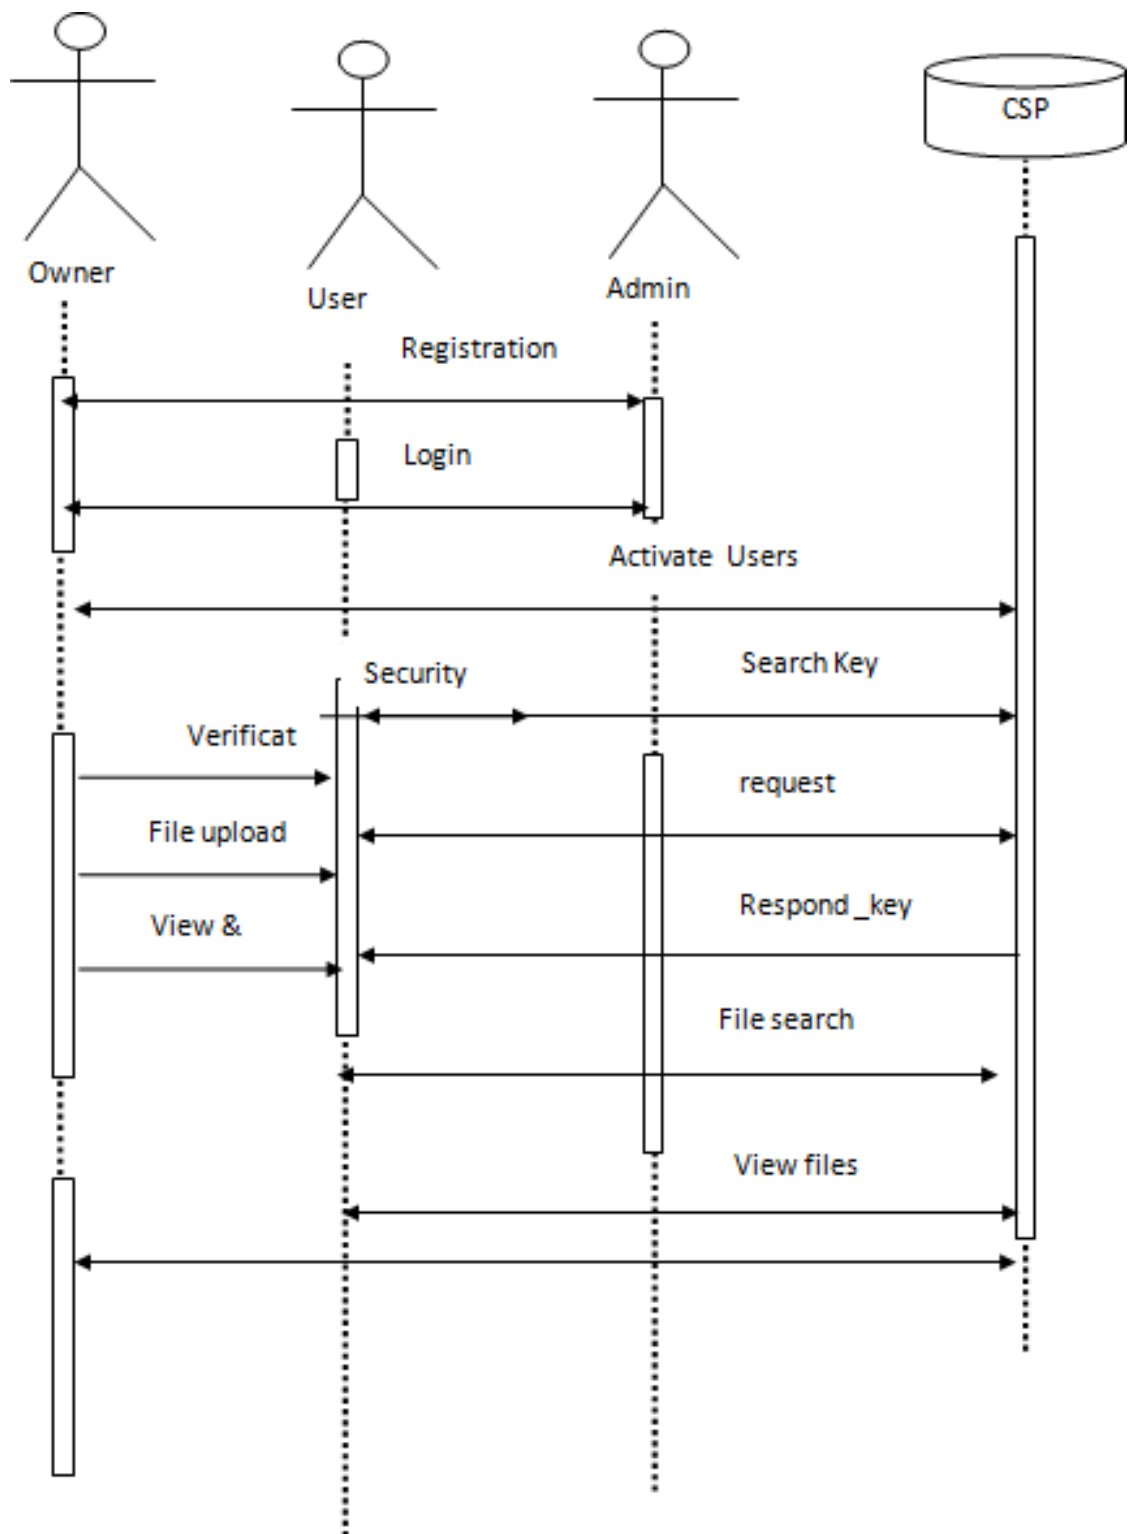 CSP
Owner
User
Admin
Registration
Login
Activate Users
Security
Search Key
Verificat
request
File upload
Respond _key
View &
File search
View files